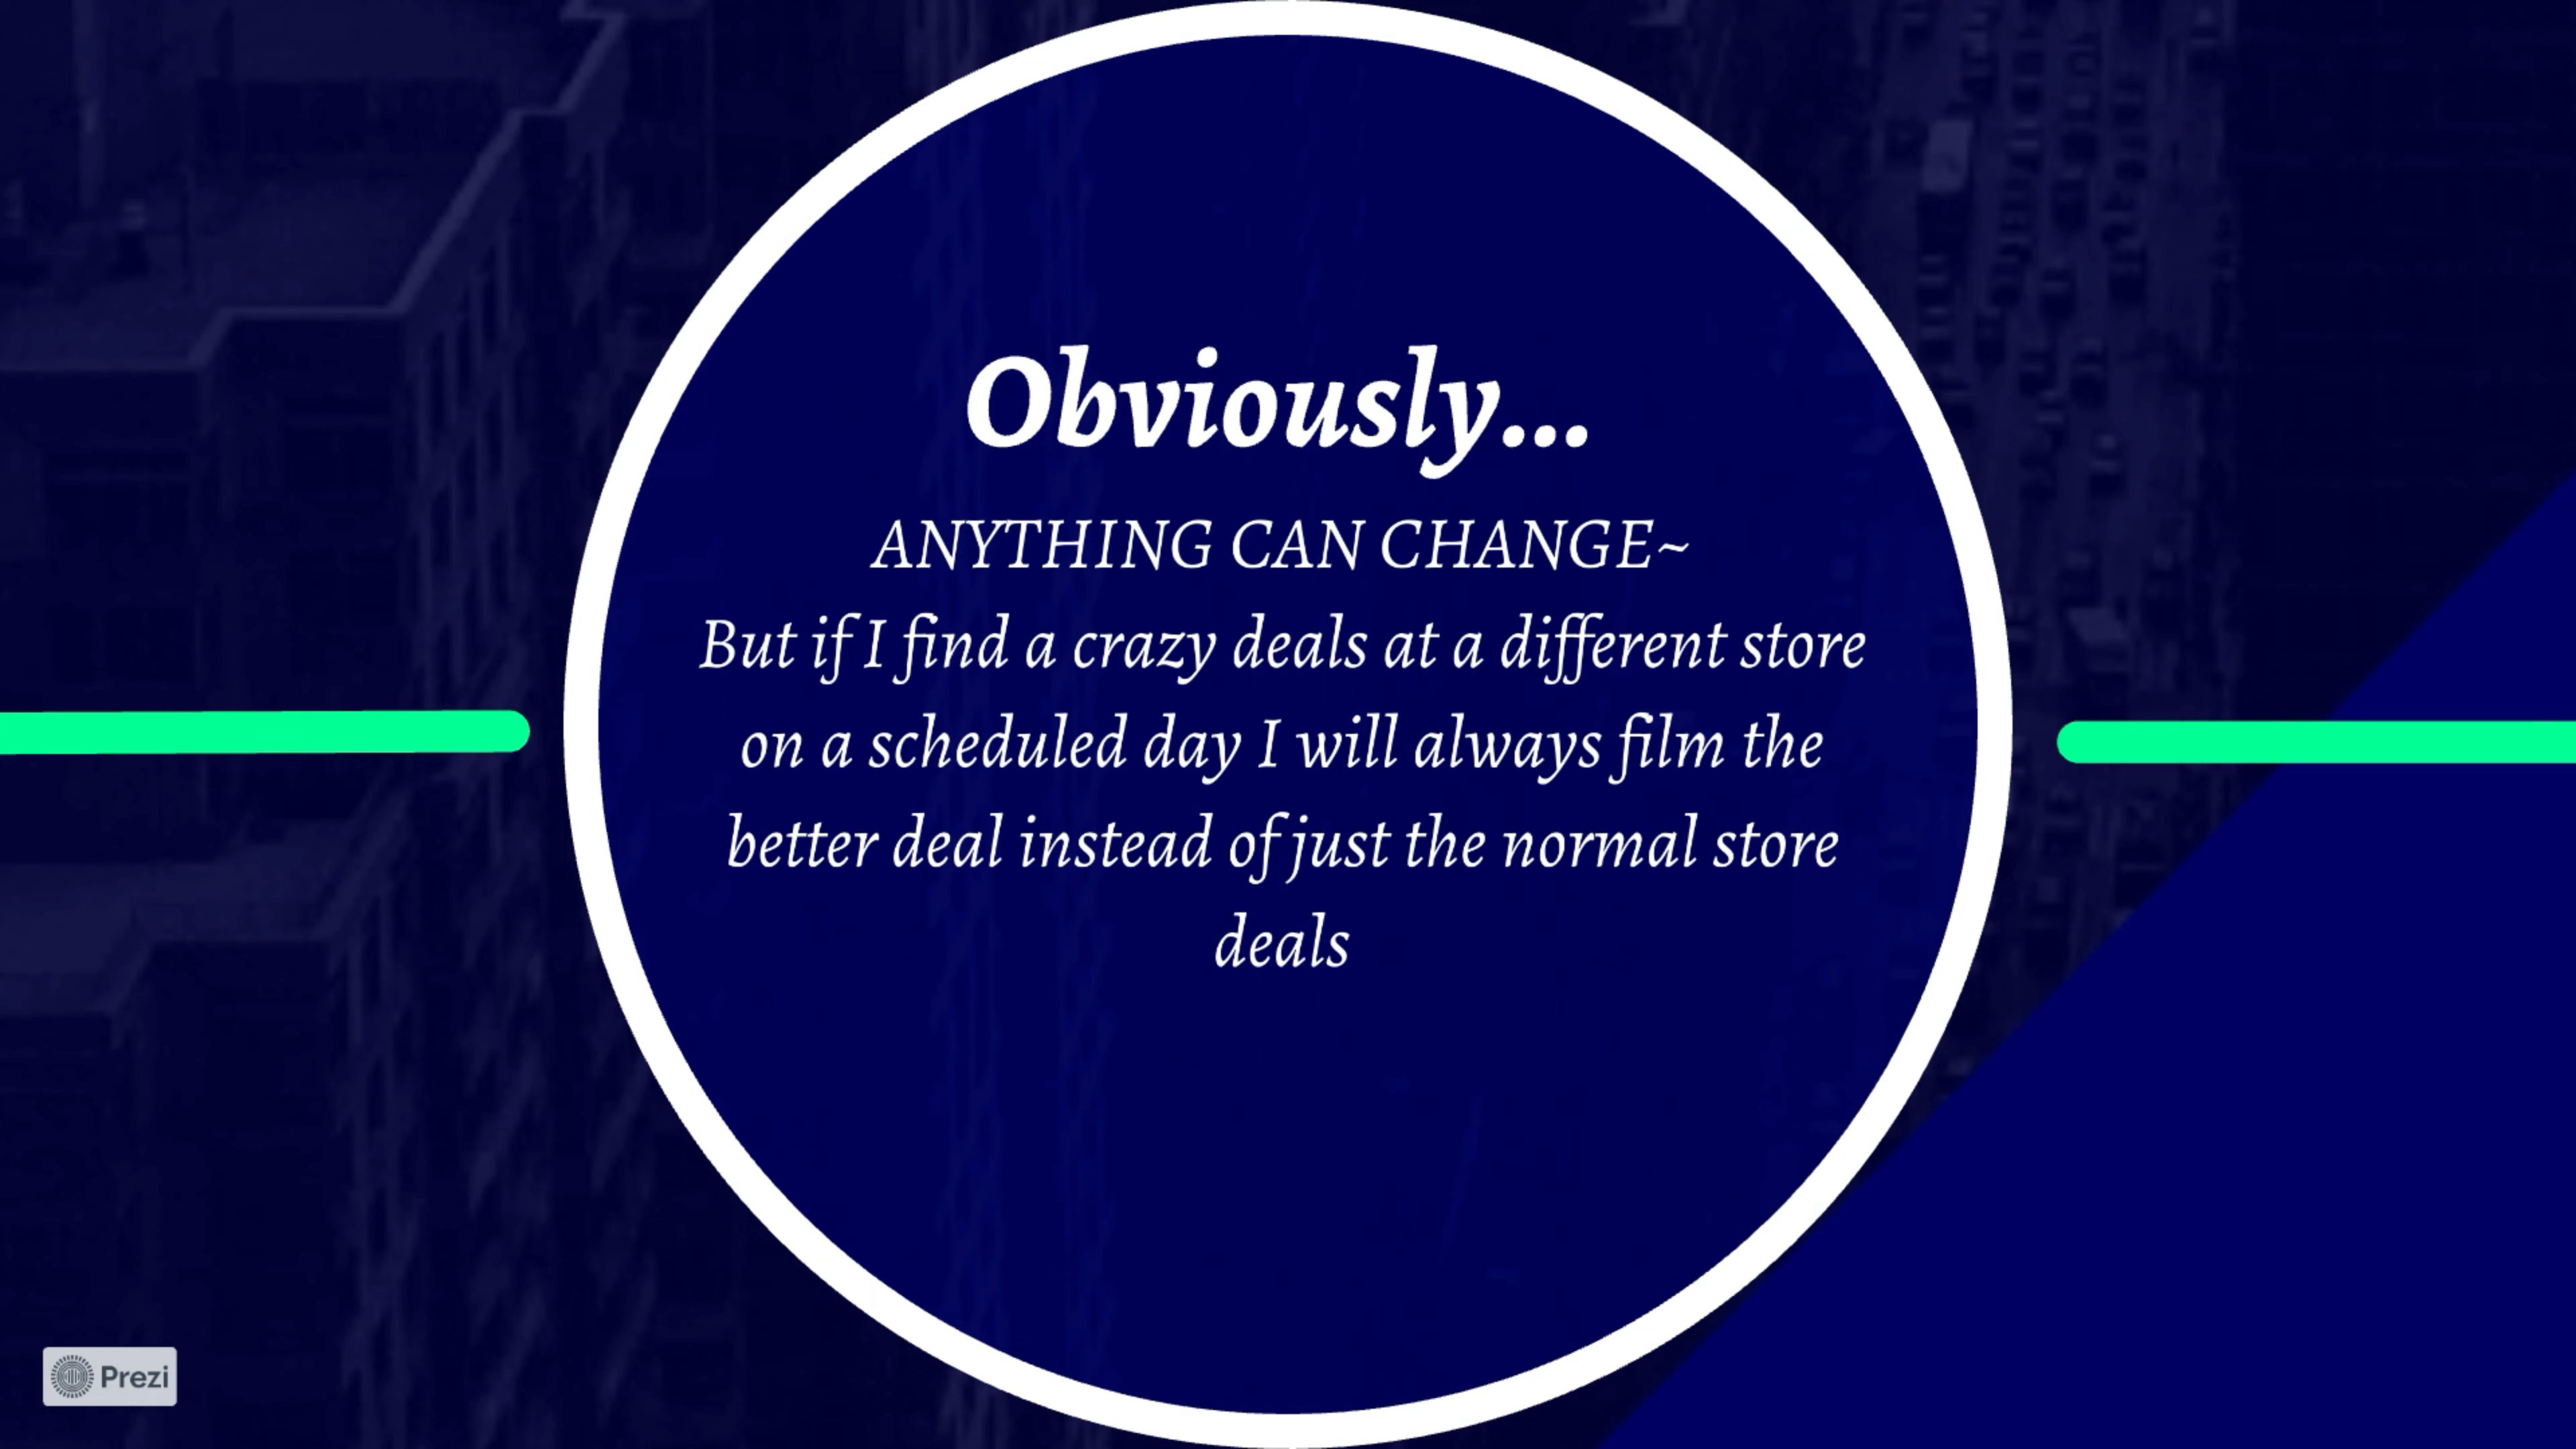 Obviously...
ANYTHING CAN CHANGE~
But if I find a crazy deals at a different store
on a scheduled day I will always film the
better deal instead of just the normal store
deals
Prezi